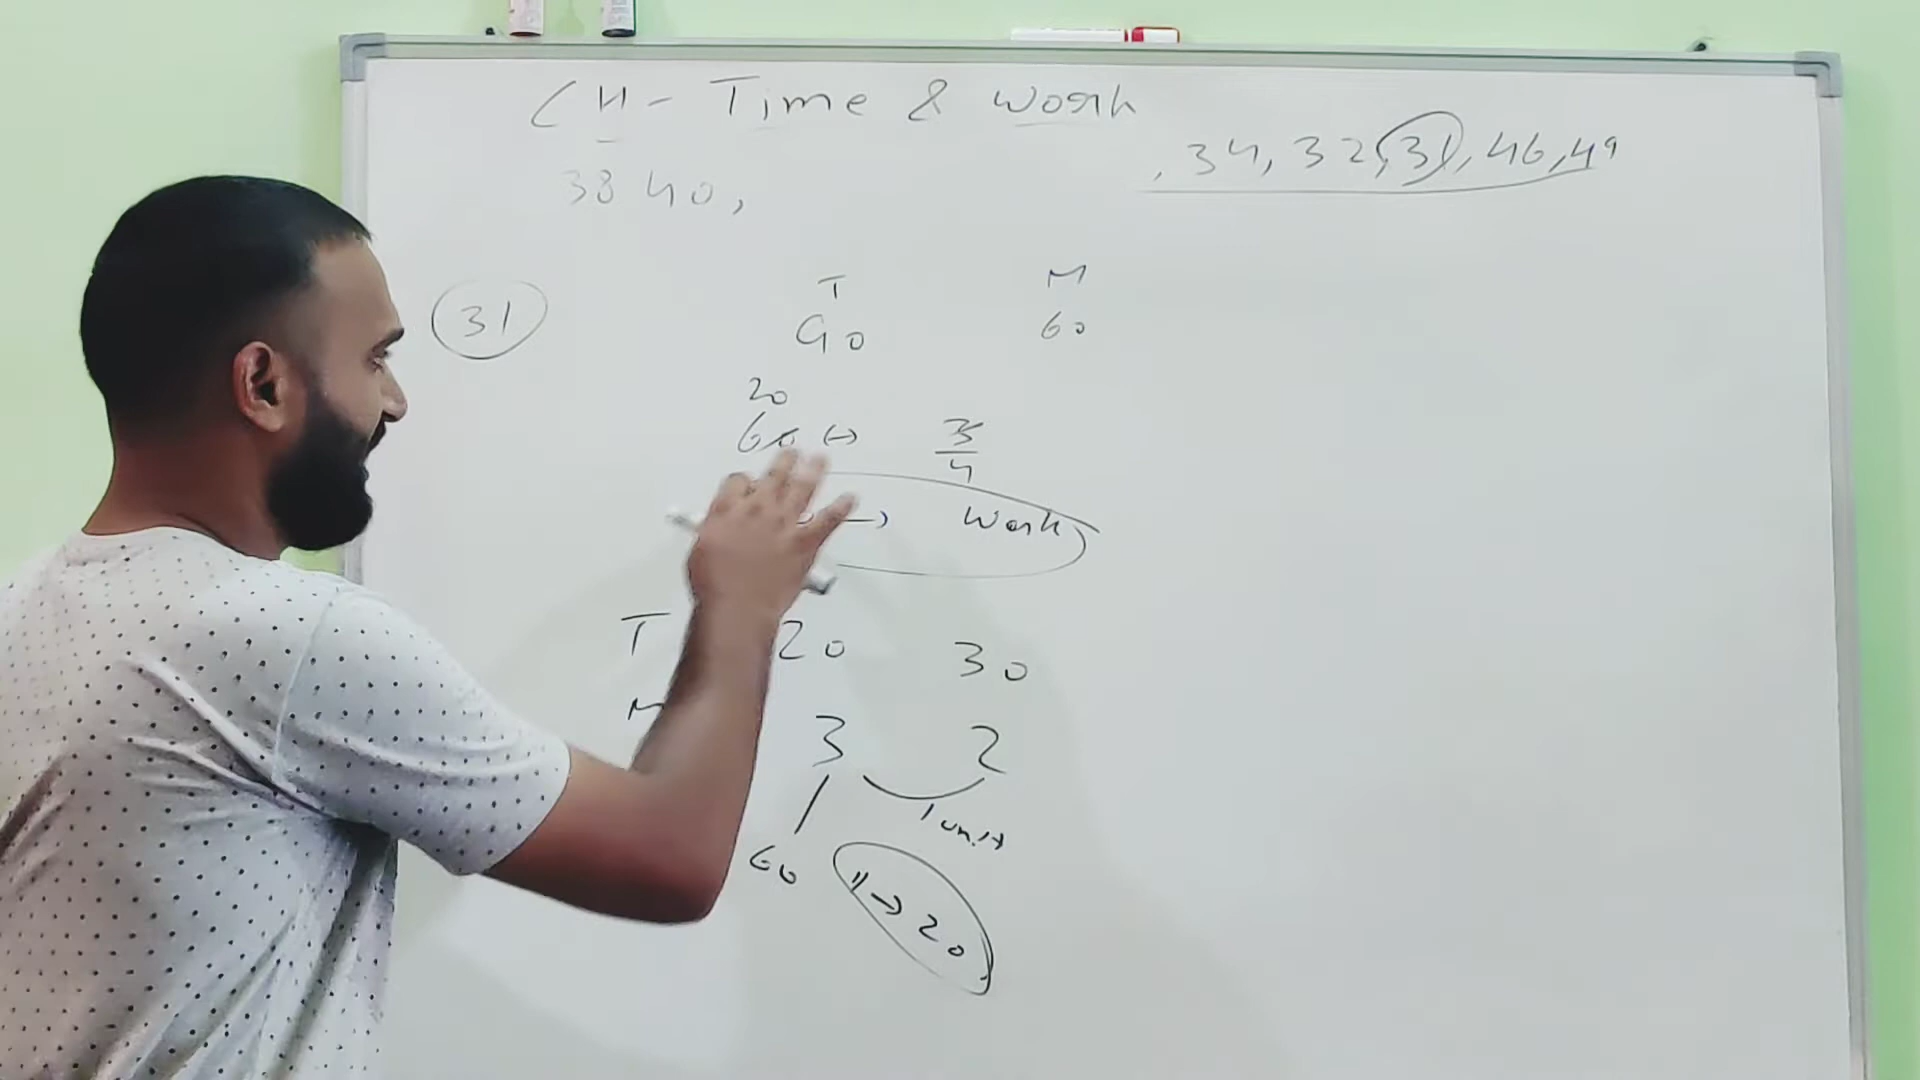 CH - Time & Work
, 34, 32, 31, 46, 49
38 40,
31
T M
90 60
20
60 ↔ 3/4
→ Work
T 20 30
M 3 2
1 unit
60
11 → 20